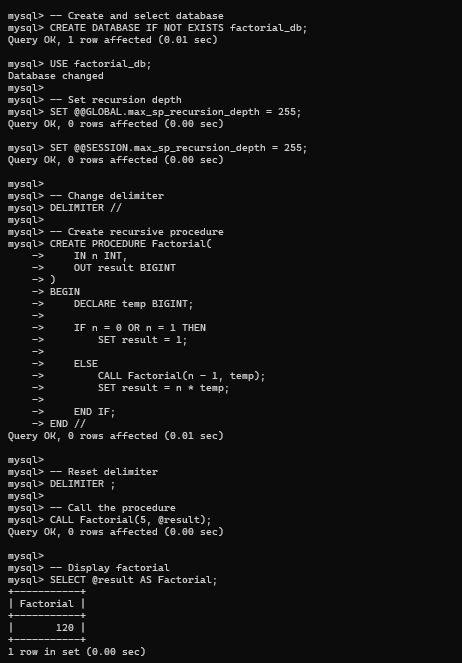 mysql> -- Create and select database
mysql> CREATE DATABASE IF NOT EXISTS factorial_db;
Query OK, 1 row affected (0.01 sec)

mysql> USE factorial_db;
Database changed
mysql>
mysql> -- Set recursion depth
mysql> SET @@GLOBAL.max_sp_recursion_depth = 255;
Query OK, 0 rows affected (0.00 sec)

mysql> SET @@SESSION.max_sp_recursion_depth = 255;
Query OK, 0 rows affected (0.00 sec)

mysql>
mysql> -- Change delimiter
mysql> DELIMITER //
mysql>
mysql> -- Create recursive procedure
mysql> CREATE PROCEDURE Factorial(
    ->     IN n INT,
    ->     OUT result BIGINT
    -> )
    -> BEGIN
    ->     DECLARE temp BIGINT;
    ->
    ->     IF n = 0 OR n = 1 THEN
    ->         SET result = 1;
    ->
    ->     ELSE
    ->         CALL Factorial(n - 1, temp);
    ->         SET result = n * temp;
    ->
    ->     END IF;
    -> END //
Query OK, 0 rows affected (0.01 sec)

mysql>
mysql> -- Reset delimiter
mysql> DELIMITER ;
mysql>
mysql> -- Call the procedure
mysql> CALL Factorial(5, @result);
Query OK, 0 rows affected (0.00 sec)

mysql>
mysql> -- Display factorial
mysql> SELECT @result AS Factorial;
+-----------+
| Factorial |
+-----------+
|       120 |
+-----------+
1 row in set (0.00 sec)